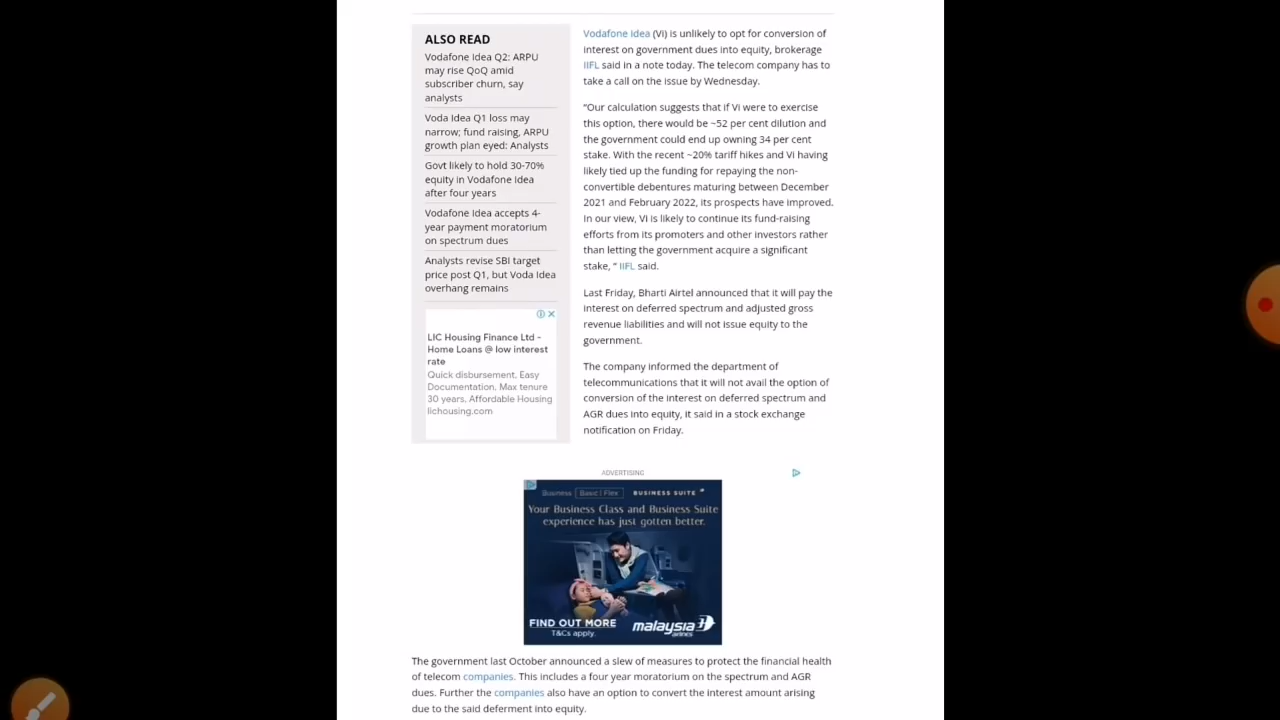 ALSO READ
Vodafone Idea Q2: ARPU
may rise QoQ amid
subscriber churn, say
analysts
Voda Idea Q1 loss may
narrow; fund raising, ARPU
growth plan eyed: Analysts
Govt likely to hold 30-70%
equity in Vodafone Idea
after four years
Vodafone Idea accepts 4-
year payment moratorium
on spectrum dues
Analysts revise SBI target
price post Q1, but Voda Idea
overhang remains
LIC Housing Finance Ltd -
Home Loans @ low interest
rate
Quick disbursement, Easy
Documentation, Max tenure
30 years. Affordable Housing
lichousing.com
Vodafone Idea (Vi) is unlikely to opt for conversion of
interest on government dues into equity, brokerage
IIFL said in a note today. The telecom company has to
take a call on the issue by Wednesday.
"Our calculation suggests that if Vi were to exercise
this option, there would be ~52 per cent dilution and
the government could end up owning 34 per cent
stake. With the recent ~20% tariff hikes and Vi having
likely tied up the funding for repaying the non-
convertible debentures maturing between December
2021 and February 2022, its prospects have improved.
In our view, Vi is likely to continue its fund-raising
efforts from its promoters and other investors rather
than letting the government acquire a significant
stake, " IIFL said.
Last Friday, Bharti Airtel announced that it will pay the
interest on deferred spectrum and adjusted gross
revenue liabilities and will not issue equity to the
government.
The company informed the department of
telecommunications that it will not avail the option of
conversion of the interest on deferred spectrum and
AGR dues into equity, it said in a stock exchange
notification on Friday.
ADVERTISING
Business Basic | Flex BUSINESS SUITE
Your Business Class and Business Suite
experience has just gotten better.
FIND OUT MORE
T&Cs apply.
malaysia
airlines
The government last October announced a slew of measures to protect the financial health
of telecom companies. This includes a four year moratorium on the spectrum and AGR
dues. Further the companies also have an option to convert the interest amount arising
due to the said deferment into equity.